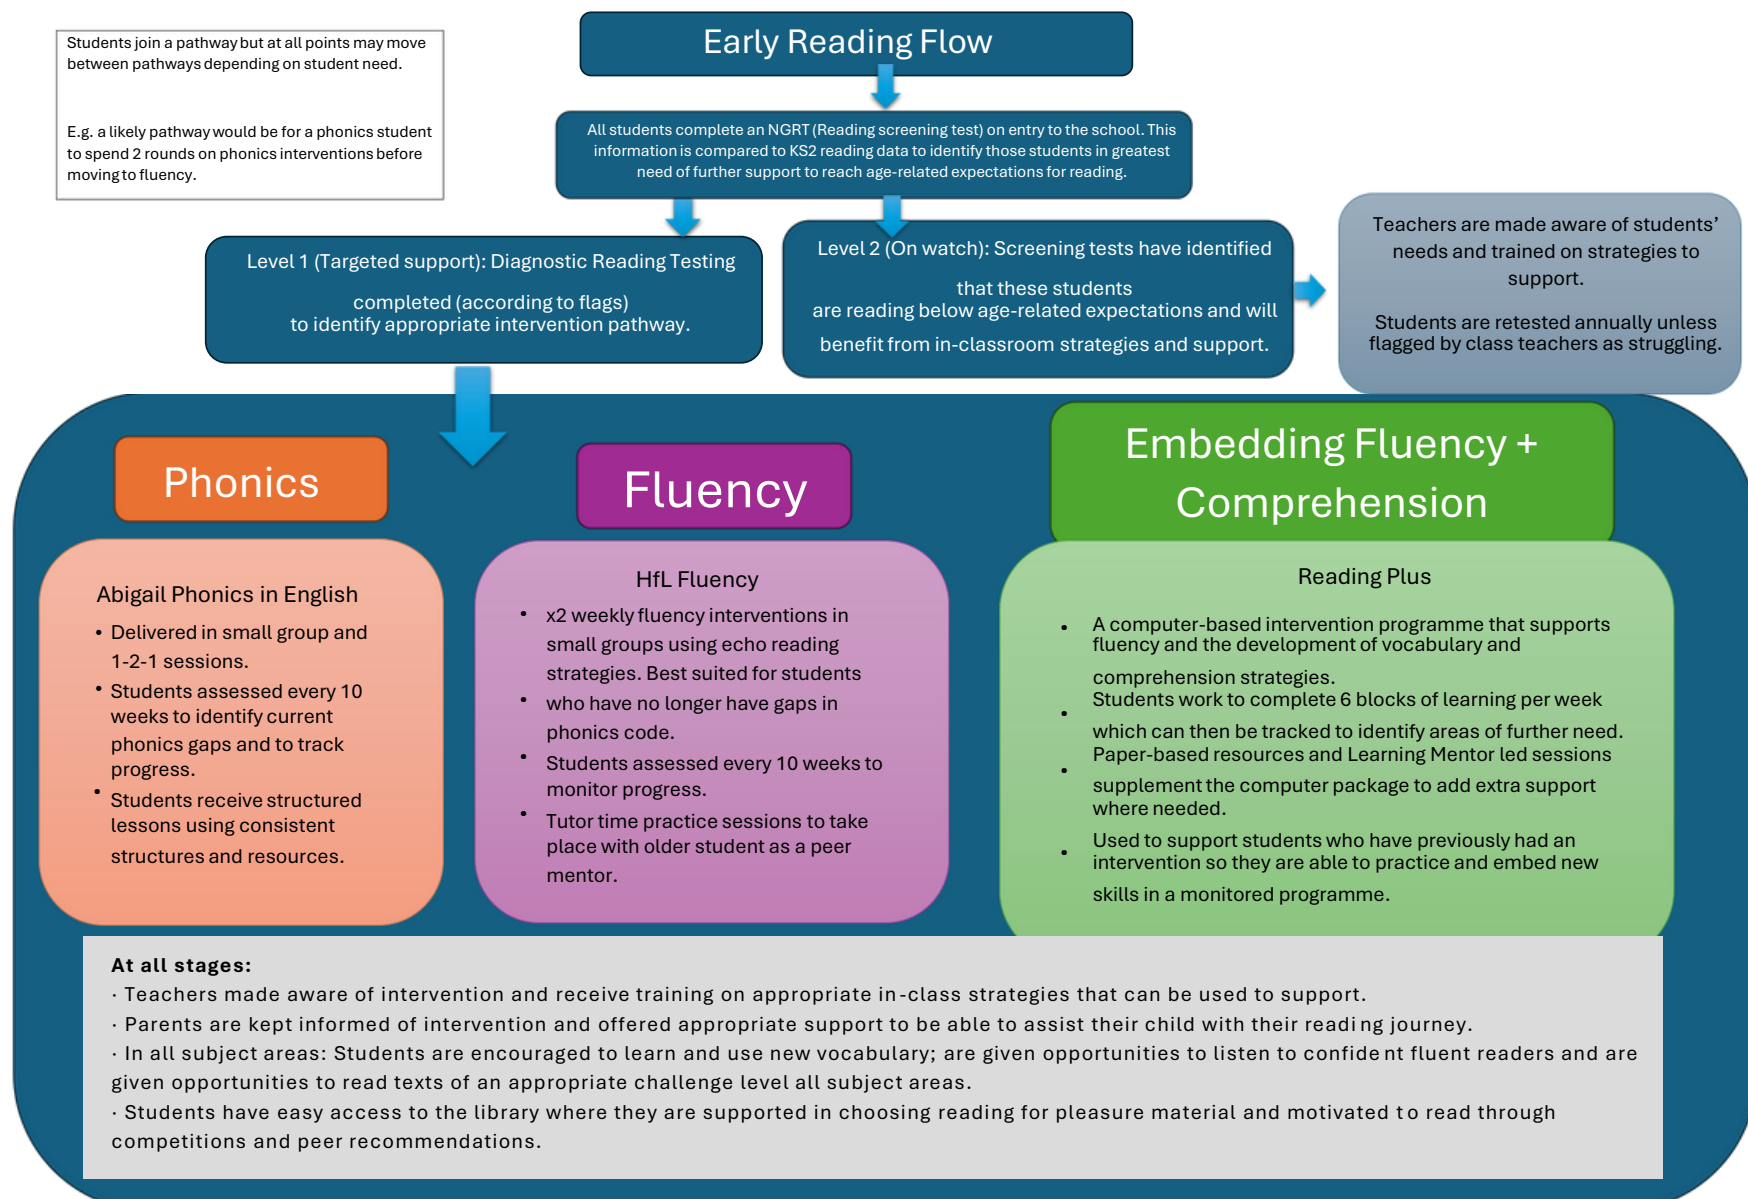 Early Reading Flow
Students join a pathway but at all points may move
between pathways depending on student need.
E.g. a likely pathway would be for a phonics student
to spend 2 rounds on phonics interventions before
moving to fluency.
All students complete an NGRT (Reading screening test) on entry to the school. This
information is compared to KS2 reading data to identify those students in greatest
need of further support to reach age-related expectations for reading.
Level 1 (Targeted support): Diagnostic Reading Testing
completed (according to flags)
to identify appropriate intervention pathway.
Level 2 (On watch): Screening tests have identified
that these students
are reading below age-related expectations and will
benefit from in-classroom strategies and support.
Teachers are made aware of students’
needs and trained on strategies to
support.
Students are retested annually unless
flagged by class teachers as struggling.
Phonics
Abigail Phonics in English
• Delivered in small group and
1-2-1 sessions.
• Students assessed every 10
weeks to identify current
phonics gaps and to track
progress.
• Students receive structured
lessons using consistent
structures and resources.
Fluency
HfL Fluency
• x2 weekly fluency interventions in
small groups using echo reading
strategies. Best suited for students
• who have no longer have gaps in
phonics code.
• Students assessed every 10 weeks to
monitor progress.
• Tutor time practice sessions to take
place with older student as a peer
mentor.
Embedding Fluency +
Comprehension
Reading Plus
• A computer-based intervention programme that supports
fluency and the development of vocabulary and
comprehension strategies.
• Students work to complete 6 blocks of learning per week
which can then be tracked to identify areas of further need.
• Paper-based resources and Learning Mentor led sessions
supplement the computer package to add extra support
where needed.
• Used to support students who have previously had an
intervention so they are able to practice and embed new
skills in a monitored programme.
At all stages:
· Teachers made aware of intervention and receive training on appropriate in-class strategies that can be used to support.
· Parents are kept informed of intervention and offered appropriate support to be able to assist their child with their reading journey.
· In all subject areas: Students are encouraged to learn and use new vocabulary; are given opportunities to listen to confident fluent readers and are
given opportunities to read texts of an appropriate challenge level all subject areas.
· Students have easy access to the library where they are supported in choosing reading for pleasure material and motivated to read through
competitions and peer recommendations.